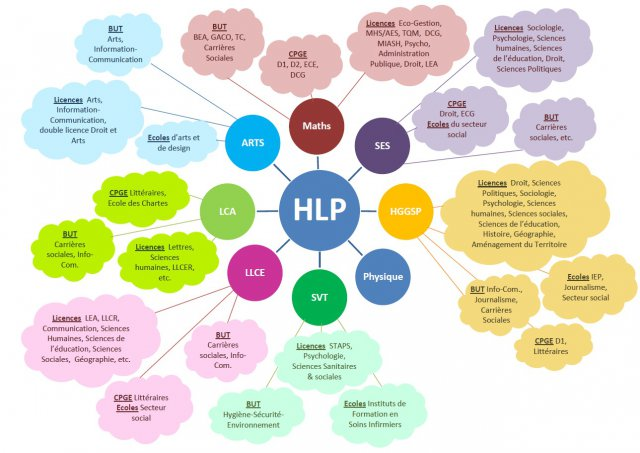 BUT
Arts,
Information-
Communication
BUT
BEA, GACO, TC,
Carrières
Sociales
CPGE
D1, D2, ECE,
DCG
Licences Eco-Gestion,
MHS/AES, TQM, DCG,
MIASH, Psycho,
Administration
Publique, Droit, LEA
Licences Sociologie,
Psychologie, Sciences
humaines, Sciences
de l'éducation, Droit,
Sciences Politiques
Licences Arts,
Information-
Communication,
double licence Droit et
Arts
Ecoles d'arts et
de design
ARTS
Maths
SES
CPGE
Droit, ECG
Ecoles du secteur
social
BUT
Carrières
sociales, etc.
CPGE Littéraires,
Ecole des Chartes
LCA
HLP
HGGSP
Licences Droit, Sciences
Politiques, Sociologie,
Psychologie, Sciences
humaines, Sciences sociales,
Sciences de l'éducation,
Histoire, Géographie,
Aménagement du Territoire
BUT
Carrières
sociales, Info-
Com.
Licences Lettres,
Sciences
humaines, LLCER,
etc.
LLCE
SVT
Physique
BUT Info-Com.,
Journalisme,
Carrières
Sociales
Ecoles IEP,
Journalisme,
Secteur social
CPGE D1,
Littéraires
Licences LEA, LLCR,
Communication, Sciences
Humaines, Sciences de
l'éducation, Sciences
Sociales, Géographie, etc.
BUT
Carrières
sociales, Info-
Com.
CPGE Littéraires
Ecoles Secteur
social
Licences STAPS,
Psychologie,
Sciences Sanitaires
& sociales
BUT
Hygiène-Sécurité-
Environnement
Ecoles Instituts de
Formation en
Soins Infirmiers